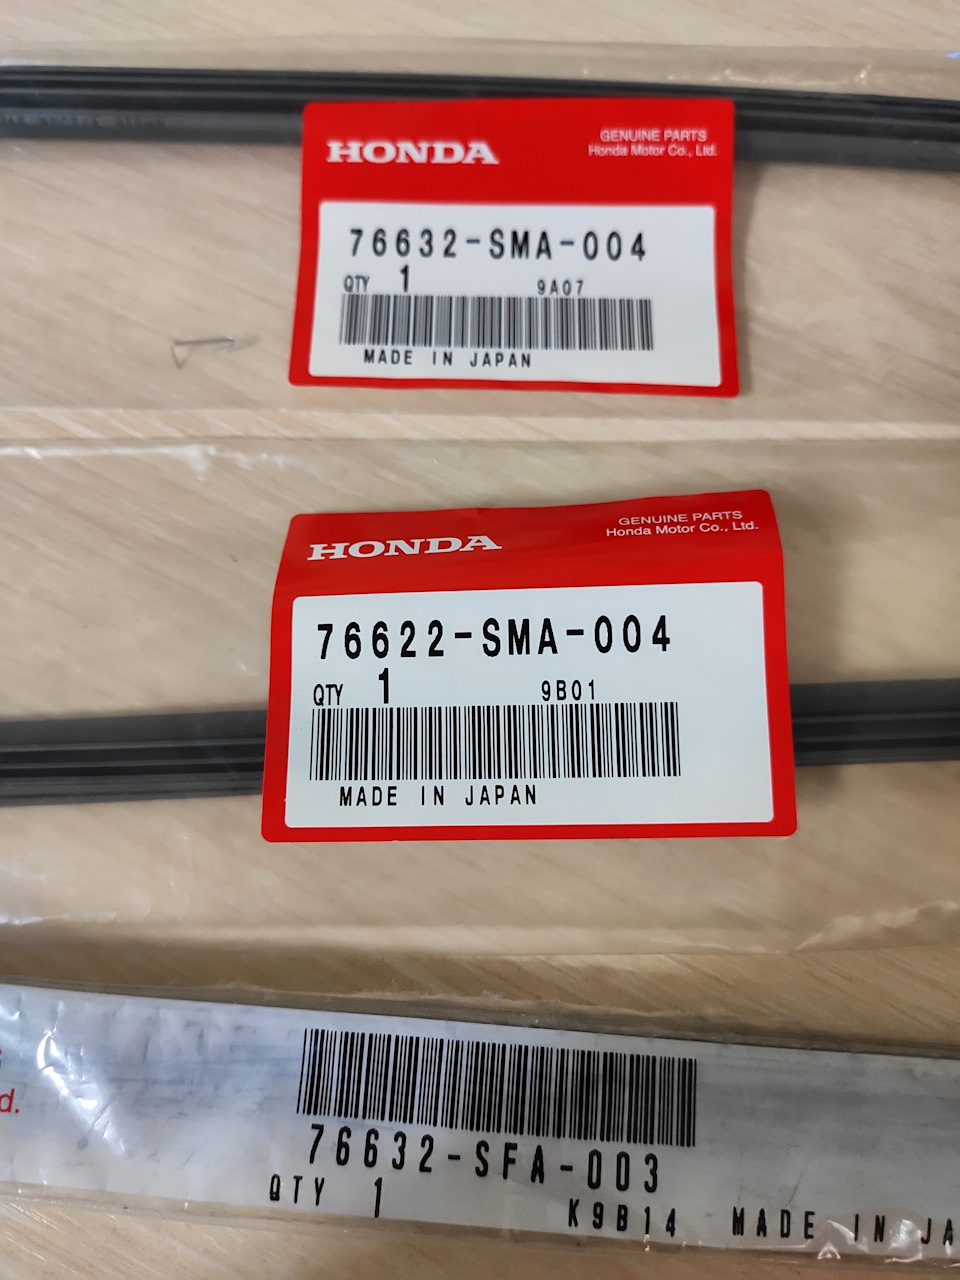 HONDA
GENUINE PARTS
Honda Motor Co., Ltd.
76632-SMA-004
QTY 1 9A07
MADE IN JAPAN
HONDA
GENUINE PARTS
Honda Motor Co., Ltd.
76622-SMA-004
QTY 1 9B01
MADE IN JAPAN
d.
76632-SFA-003
QTY 1 K9B14 MADE IN JA